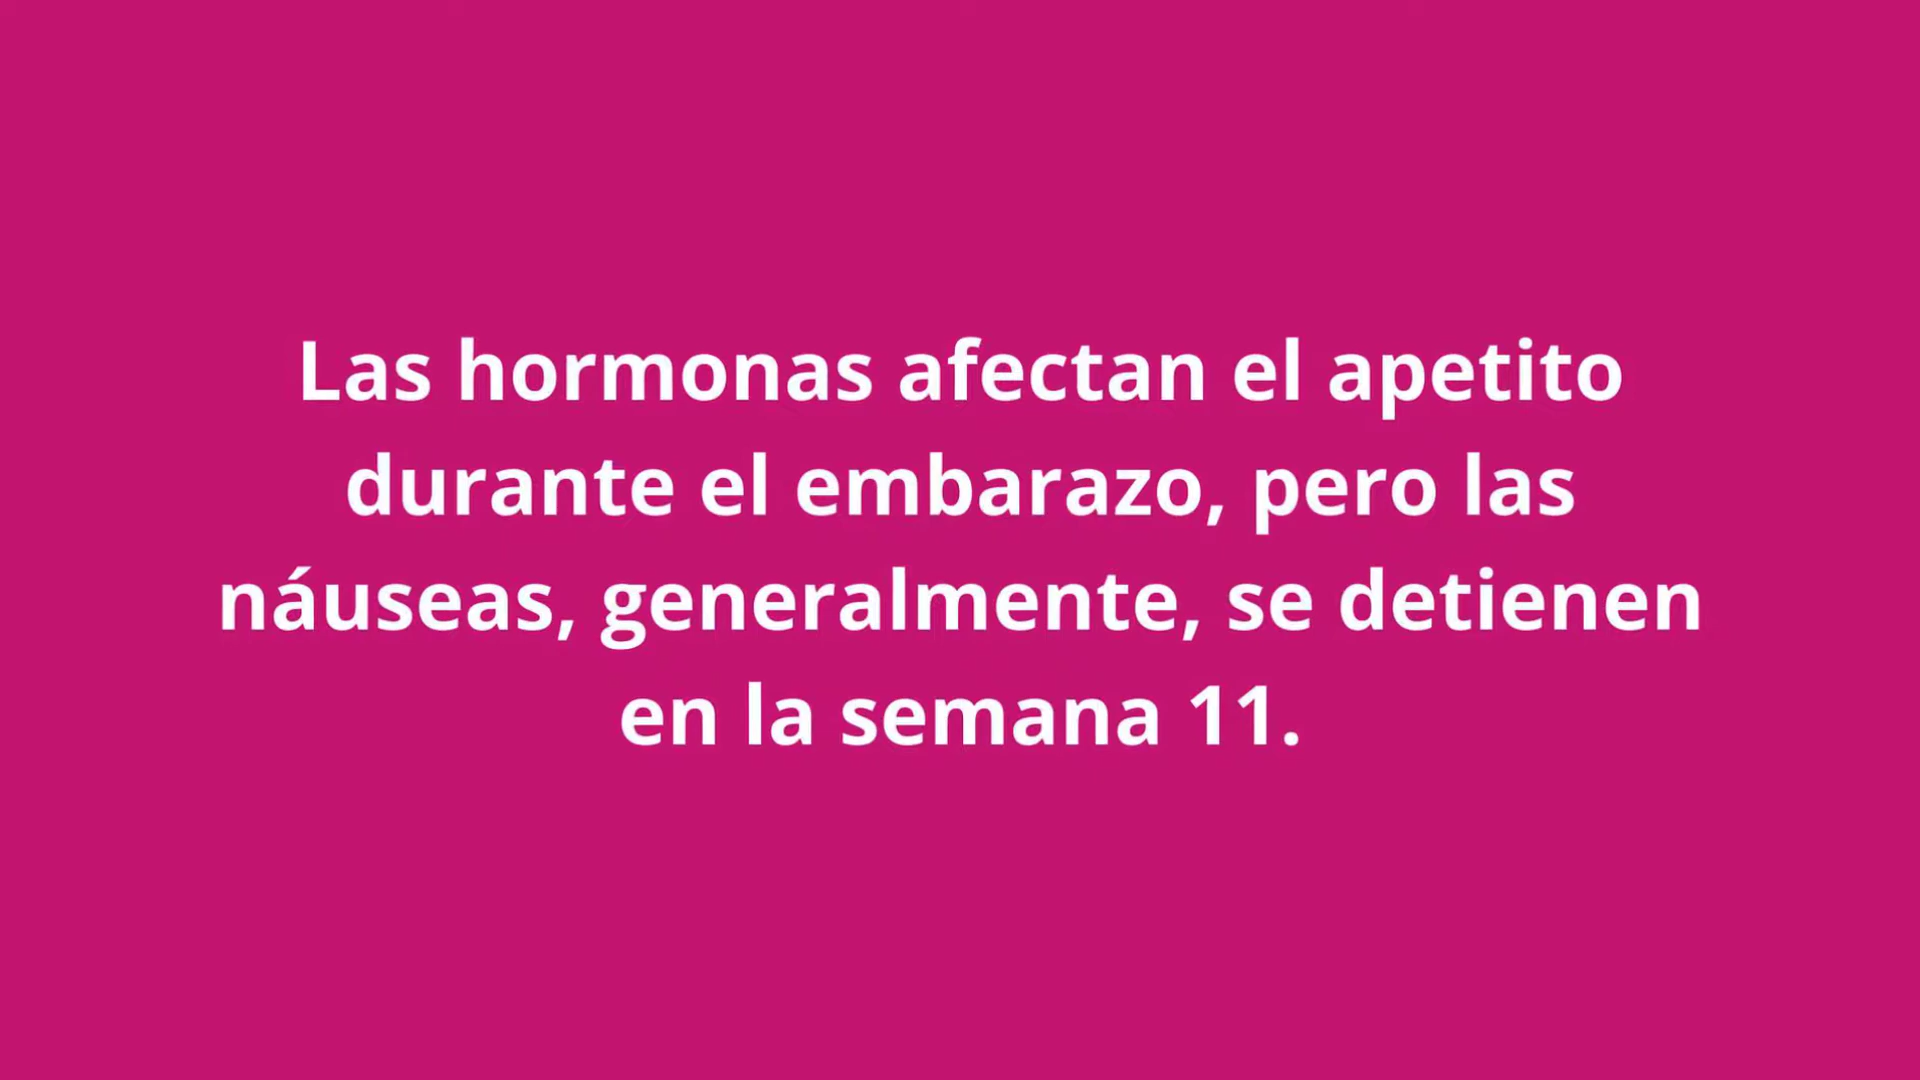 Las hormonas afectan el apetito
durante el embarazo, pero las
náuseas, generalmente, se detienen
en la semana 11.